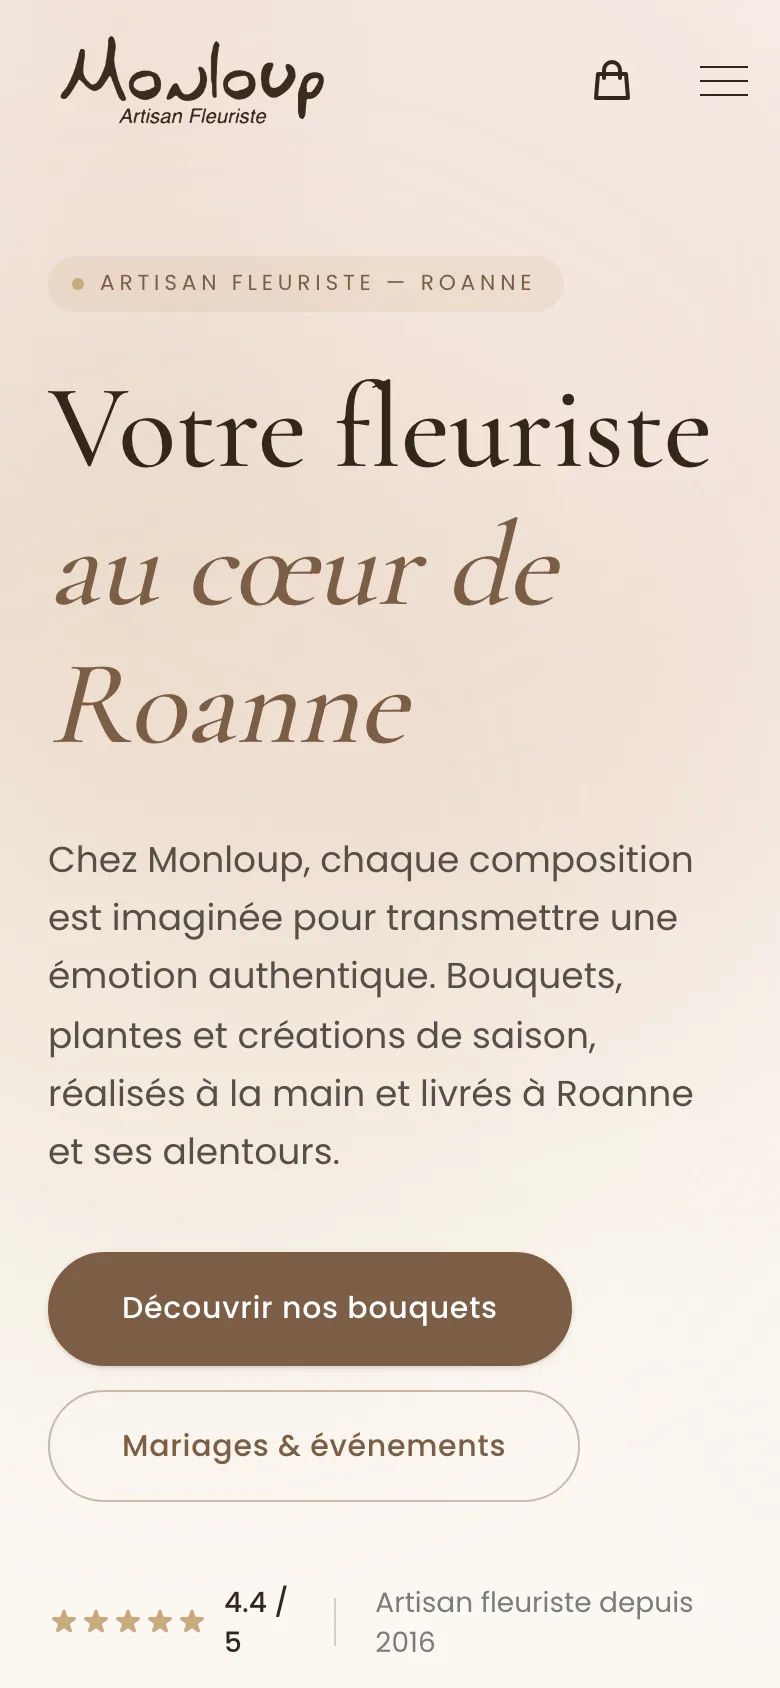 Monloup
Artisan Fleuriste
ARTISAN FLEURISTE — ROANNE
Votre fleuriste
au cœur de
Roanne
Chez Monloup, chaque composition
est imaginée pour transmettre une
émotion authentique. Bouquets,
plantes et créations de saison,
réalisés à la main et livrés à Roanne
et ses alentours.
Découvrir nos bouquets
Mariages & événements
4.4 /
5
Artisan fleuriste depuis
2016